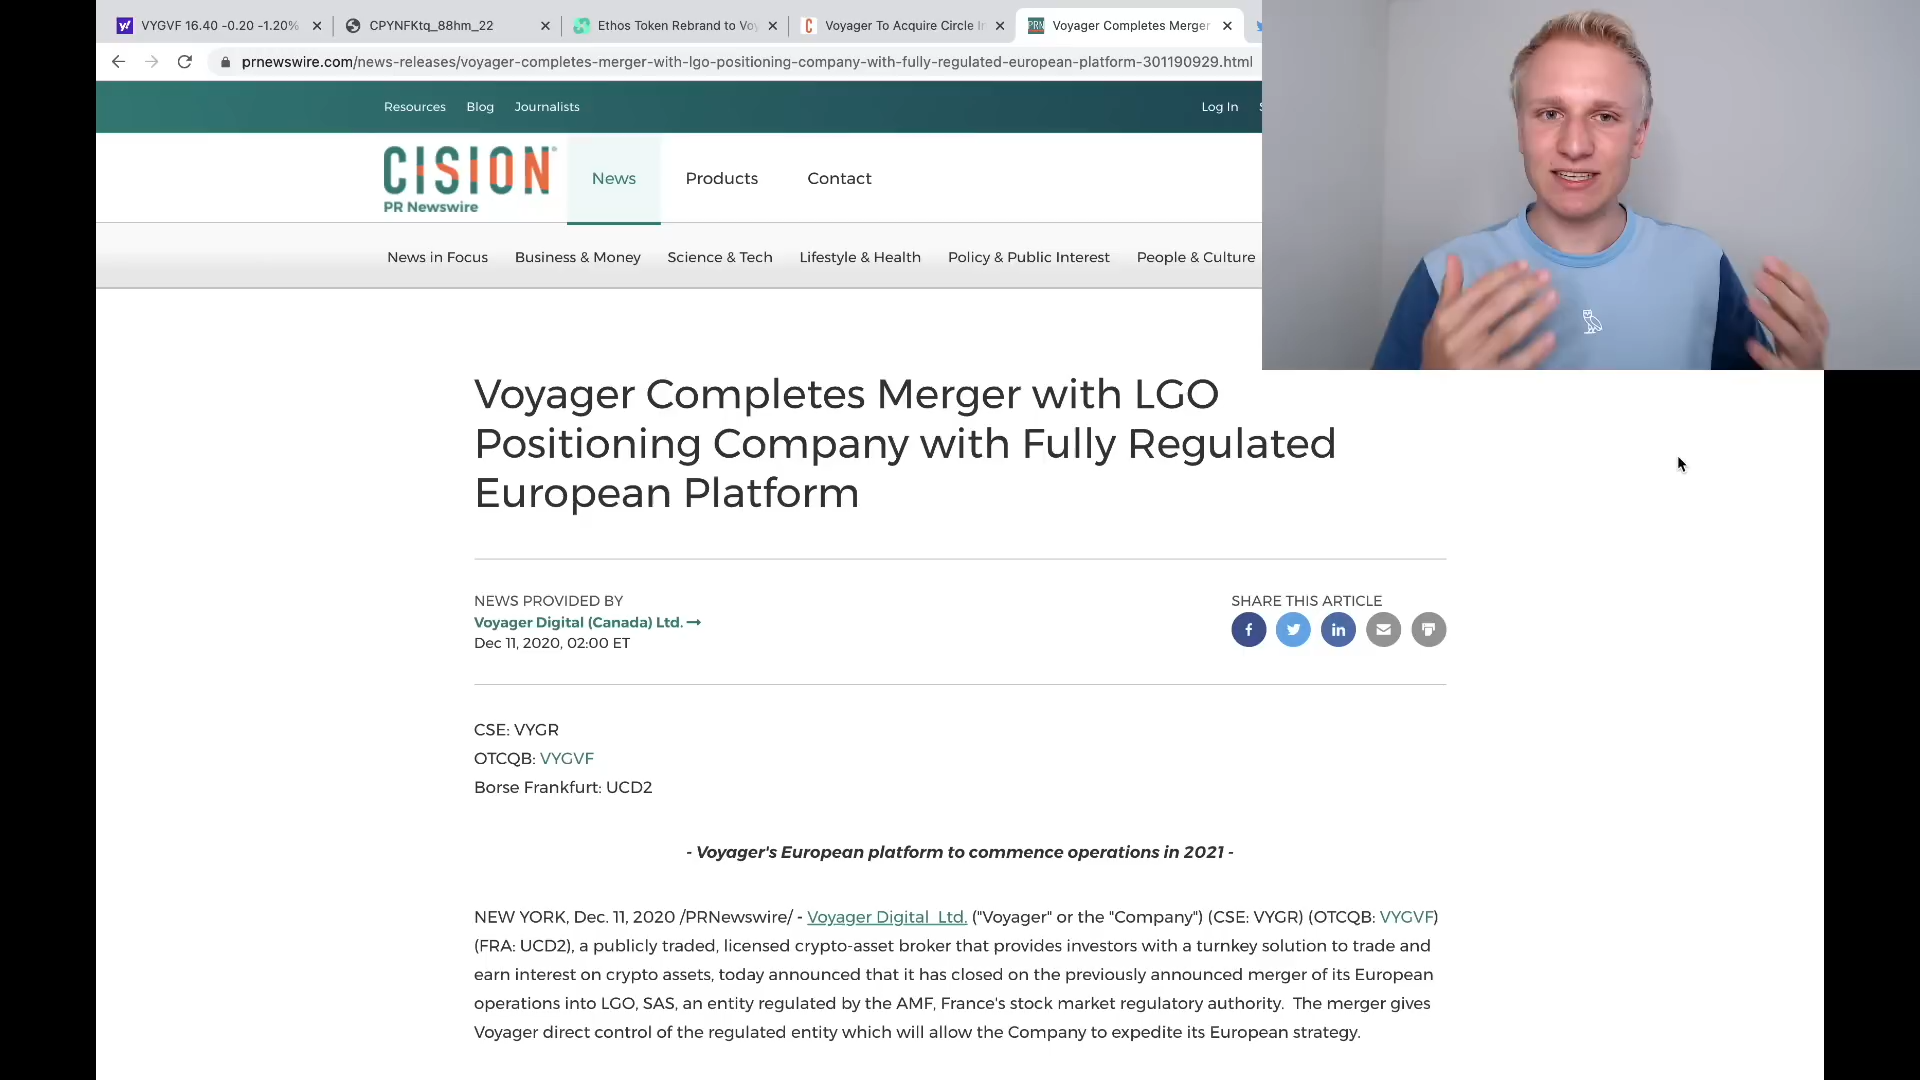 VYGVF 16.40 -0.20 -1.20%
CPYNFKtq_88hm_22
Ethos Token Rebrand to Voy
Voyager To Acquire Circle In
Voyager Completes Merger
prnewswire.com/news-releases/voyager-completes-merger-with-lgo-positioning-company-with-fully-regulated-european-platform-301190929.html
Resources Blog Journalists Log In
CISION
PR Newswire
News Products Contact
News in Focus Business & Money Science & Tech Lifestyle & Health Policy & Public Interest People & Culture
Voyager Completes Merger with LGO
Positioning Company with Fully Regulated
European Platform
NEWS PROVIDED BY
Voyager Digital (Canada) Ltd.
Dec 11, 2020, 02:00 ET
SHARE THIS ARTICLE
CSE: VYGR
OTCQB: VYGVF
Borse Frankfurt: UCD2
- Voyager's European platform to commence operations in 2021 -
NEW YORK, Dec. 11, 2020 /PRNewswire/ - Voyager Digital Ltd. ("Voyager" or the "Company") (CSE: VYGR) (OTCQB: VYGVF)
(FRA: UCD2), a publicly traded, licensed crypto-asset broker that provides investors with a turnkey solution to trade and
earn interest on crypto assets, today announced that it has closed on the previously announced merger of its European
operations into LGO, SAS, an entity regulated by the AMF, France's stock market regulatory authority. The merger gives
Voyager direct control of the regulated entity which will allow the Company to expedite its European strategy.